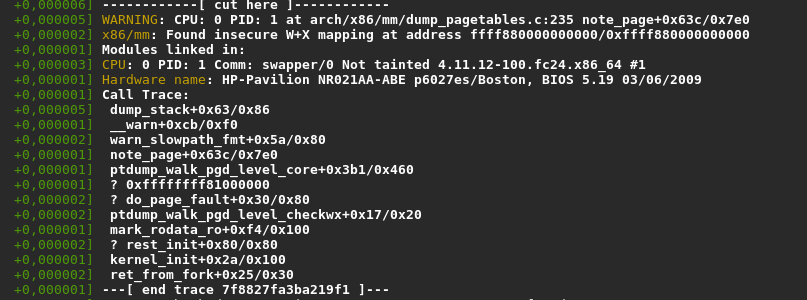 +0,000006] ------------[ cut here ]------------
+0,000005] WARNING: CPU: 0 PID: 1 at arch/x86/mm/dump_pagetables.c:235 note_page+0x63c/0x7e0
+0,000002] x86/mm: Found insecure W+X mapping at address ffff880000000000/0xffff880000000000
+0,000001] Modules linked in:
+0,000002] CPU: 0 PID: 1 Comm: swapper/0 Not tainted 4.11.12-100.fc24.x86_64 #1
+0,000001] Hardware name: HP-Pavilion NR021AA-ABE p6027es/Boston, BIOS 5.19 03/06/2009
+0,000001] Call Trace:
+0,000005]  dump_stack+0x63/0x86
+0,000001]  __warn+0xcb/0xf0
+0,000002]  warn_slowpath_fmt+0x5a/0x80
+0,000001]  note_page+0x63c/0x7e0
+0,000001]  ptdump_walk_pgd_level_core+0x3b1/0x460
+0,000001]  ? 0xffffffff81000000
+0,000002]  ? do_page_fault+0x30/0x80
+0,000002]  ptdump_walk_pgd_level_checkwx+0x17/0x20
+0,000001]  mark_rodata_ro+0xf4/0x100
+0,000002]  ? rest_init+0x80/0x80
+0,000001]  kernel_init+0x2a/0x100
+0,000002]  ret_from_fork+0x25/0x30
+0,000001] ---[ end trace 7f8827fa3ba219f1 ]---